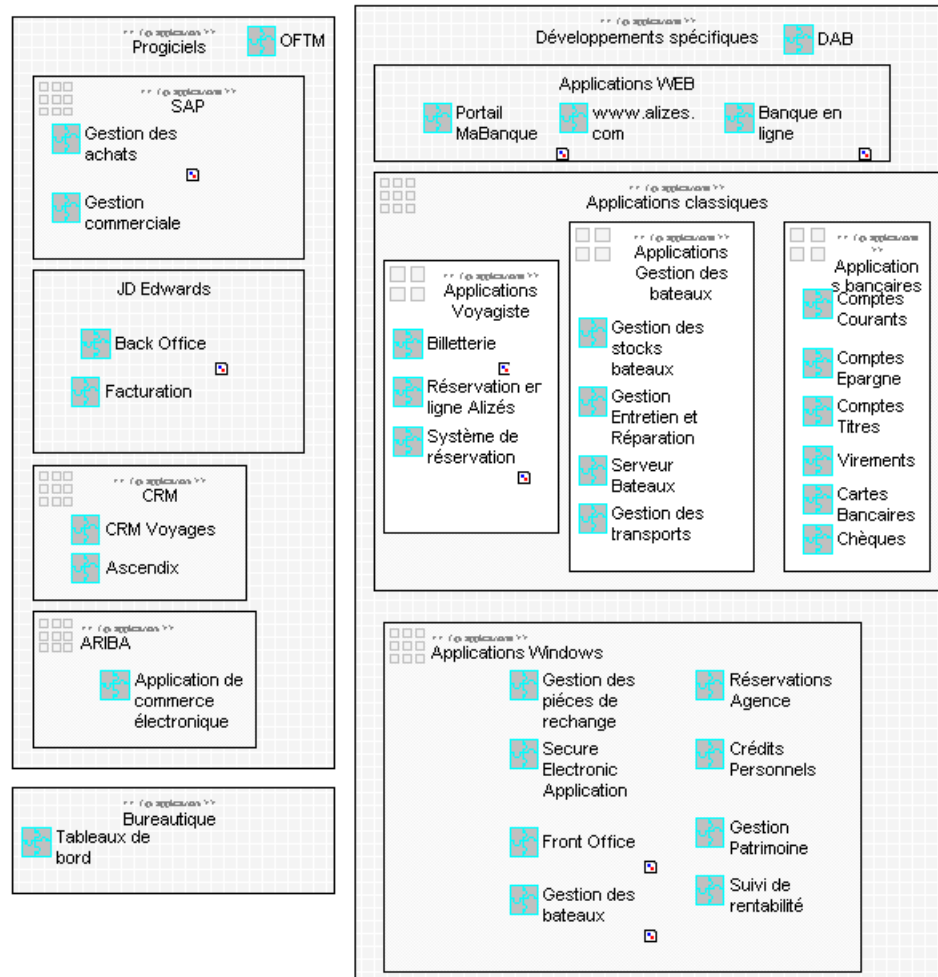 Progiciels
OFTM
SAP
Gestion des
achats
Gestion
commerciale
JD Edwards
Back Office
Facturation
CRM
CRM Voyages
Ascendix
ARIBA
Application de
commerce
électronique
Bureautique
Tableaux de
bord
Développements spécifiques
DAB
Applications WEB
Portail
MaBanque
www.alizes.
com
Banque en
ligne
Applications classiques
Applications
Voyagiste
Billetterie
Réservation en
ligne Alizés
Système de
réservation
Applications
Gestion des
bateaux
Gestion des
stocks
bateaux
Gestion
Entretien et
Réparation
Serveur
Bateaux
Gestion des
transports
Application
s bancaires
Comptes
Courants
Comptes
Epargne
Comptes
Titres
Virements
Cartes
Bancaires
Chèques
Applications Windows
Gestion des
piéces de
rechange
Secure
Electronic
Application
Front Office
Gestion des
bateaux
Réservations
Agence
Crédits
Personnels
Gestion
Patrimoine
Suivi de
rentabilité